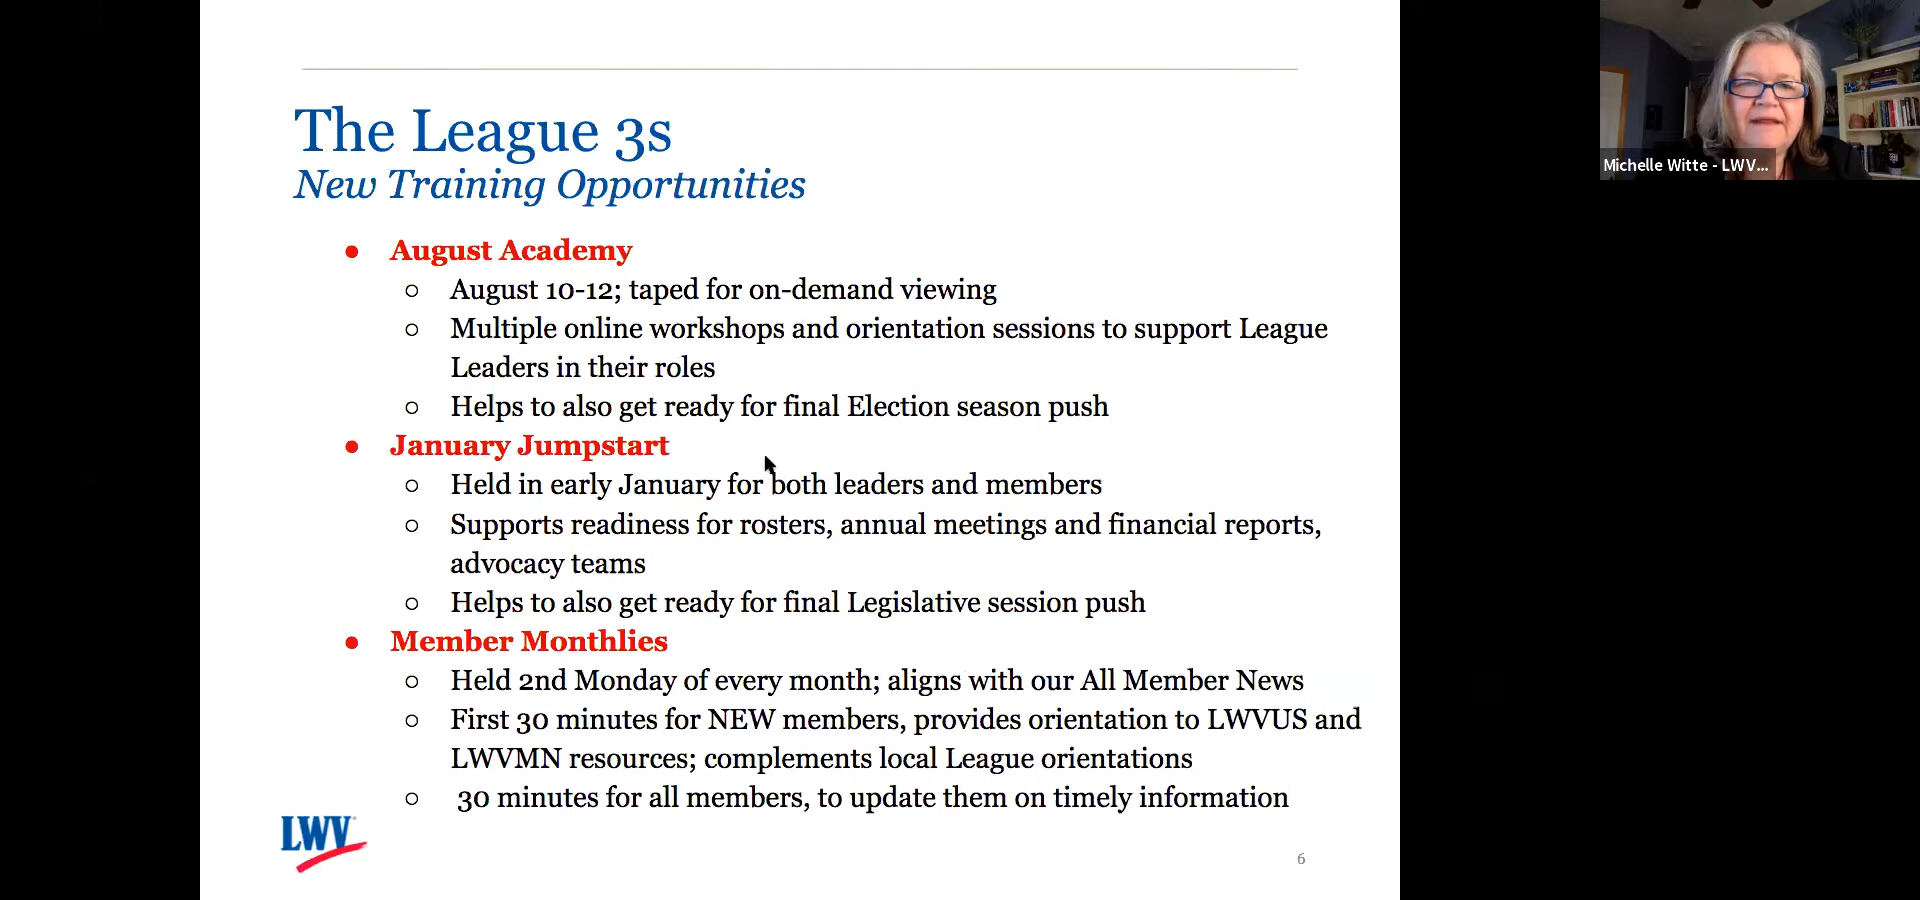 The League 3s
New Training Opportunities
● August Academy
○ August 10-12; taped for on-demand viewing
○ Multiple online workshops and orientation sessions to support League
Leaders in their roles
○ Helps to also get ready for final Election season push
● January Jumpstart
○ Held in early January for both leaders and members
○ Supports readiness for rosters, annual meetings and financial reports,
advocacy teams
○ Helps to also get ready for final Legislative session push
● Member Monthlies
○ Held 2nd Monday of every month; aligns with our All Member News
○ First 30 minutes for NEW members, provides orientation to LWVUS and
LWVMN resources; complements local League orientations
○ 30 minutes for all members, to update them on timely information
LWV
6
Michelle Witte - LWV...